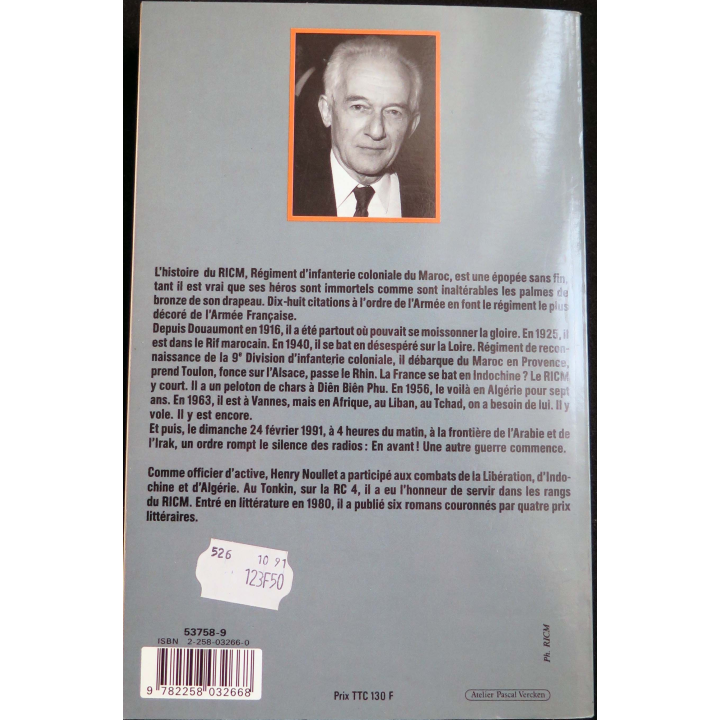 L'histoire du RICM, Régiment d'infanterie coloniale du Maroc, est une épopée sans fin,
tant il est vrai que ses héros sont immortels comme sont inaltérables les palmes de
bronze de son drapeau. Dix-huit citations à l'ordre de l'Armée en font le régiment le plus
décoré de l'Armée Française.
Depuis Douaumont en 1916, il a été partout où pouvait se moissonner la gloire. En 1925, il
est dans le Rif marocain. En 1940, il se bat en désespéré sur la Loire. Régiment de recon-
naissance de la 9e Division d'infanterie coloniale, il débarque du Maroc en Provence,
prend Toulon, fonce sur l'Alsace, passe le Rhin. La France se bat en Indochine ? Le RICM
y court. Il a un peloton de chars à Diên Biên Phu. En 1956, le voilà en Algérie pour sept
ans. En 1963, il est à Vannes, mais en Afrique, au Liban, au Tchad, on a besoin de lui. Il y
vole. Il y est encore.
Et puis, le dimanche 24 février 1991, à 4 heures du matin, à la frontière de l'Arabie et de
l'Irak, un ordre rompt le silence des radios : En avant ! Une autre guerre commence.
Comme officier d'active, Henry Noullet a participé aux combats de la Libération, d'Indo-
chine et d'Algérie. Au Tonkin, sur la RC 4, il a eu l'honneur de servir dans les rangs
du RICM. Entré en littérature en 1980, il a publié six romans couronnés par quatre prix
littéraires.
526 10 91
123F50
53758-9
ISBN 2-258-03266-0
9 782258 032668
Prix TTC 130 F
Atelier Pascal Vercken
Ph. RICM